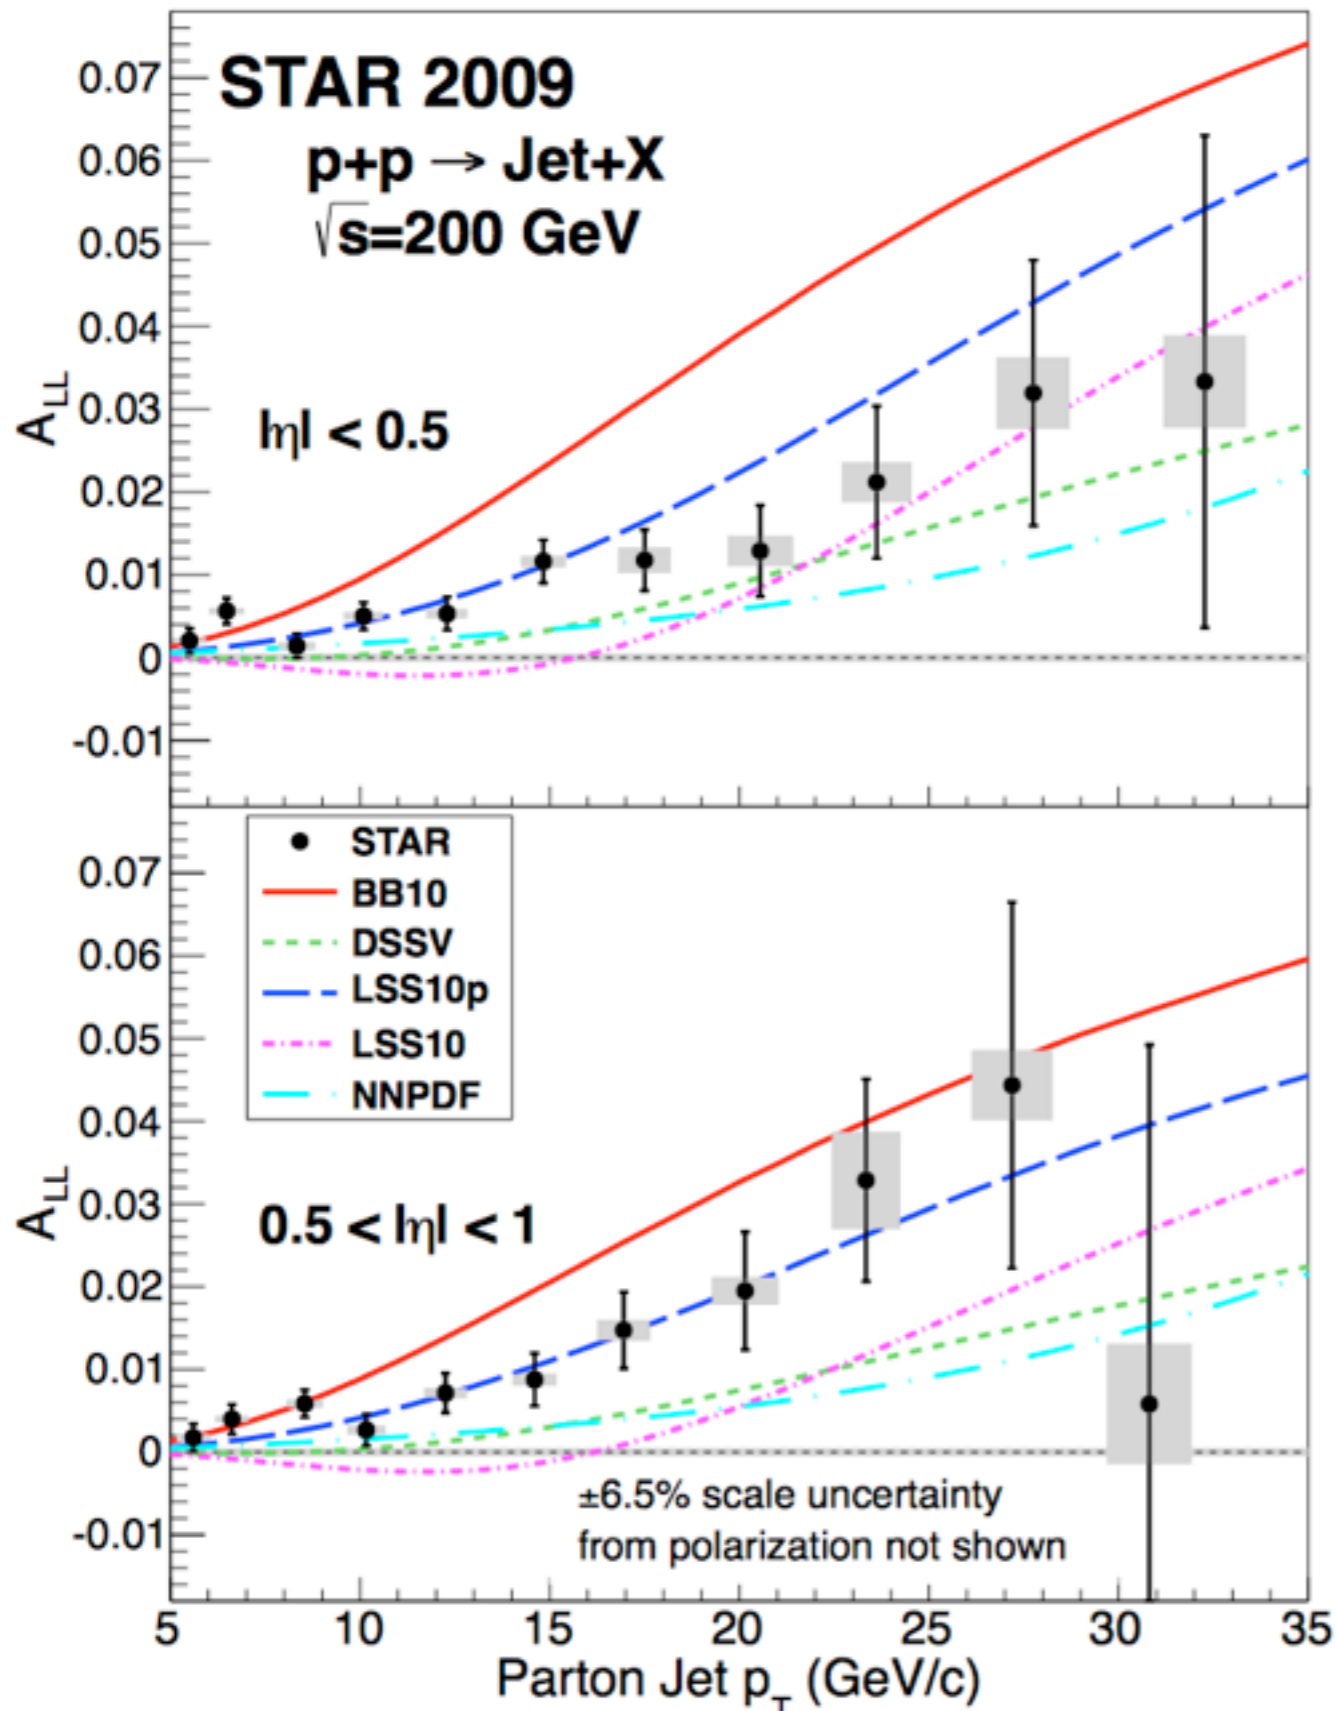 STAR 2009
p+p → Jet+X
√s=200 GeV
0.07
0.06
0.05
0.04
0.03
0.02
0.01
0
-0.01
A_LL
|η| < 0.5
STAR
BB10
DSSV
LSS10p
LSS10
NNPDF
0.07
0.06
0.05
0.04
0.03
0.02
0.01
0
-0.01
A_LL
0.5 < |η| < 1
±6.5% scale uncertainty
from polarization not shown
5 10 15 20 25 30 35
Parton Jet p_T (GeV/c)